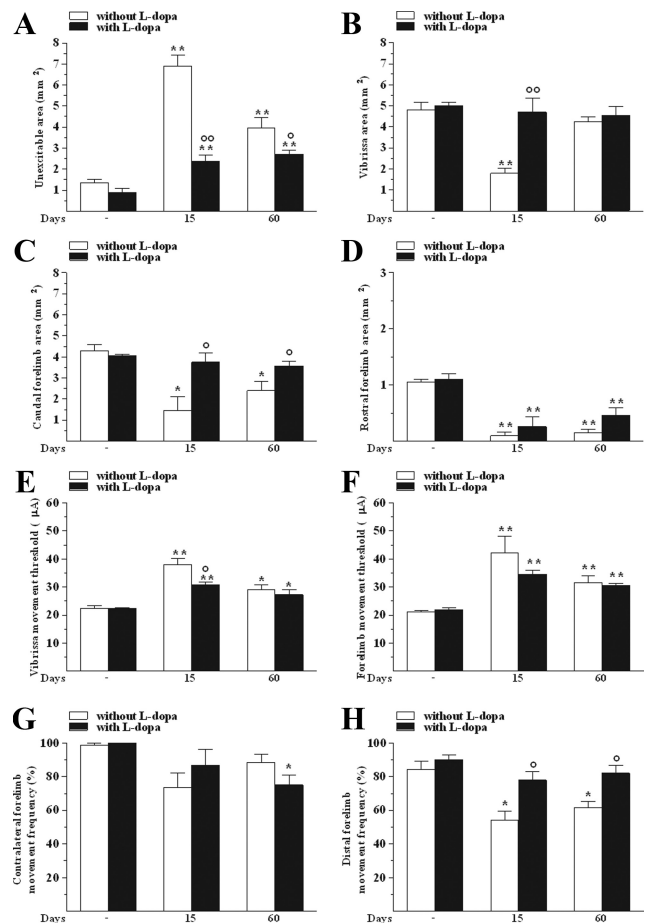 A
without L-dopa
with L-dopa
Unexcitable area (mm 2)
8
7
6
5
4
3
2
1
**
**
oo
**
o
**
Days
-
15
60
B
without L-dopa
with L-dopa
Vibrissa area (mm 2)
8
7
6
5
4
3
2
1
**
oo
-
15
60
C
without L-dopa
with L-dopa
Caudal forelimb area (mm 2)
8
7
6
5
4
3
2
1
*
o
*
o
Days
D
without L-dopa
with L-dopa
Rostral forelimb area (mm 2)
3
2
1
**
**
**
**
E
without L-dopa
with L-dopa
Vibrissa movement threshold ( µA)
60
50
40
30
20
10
**
o
**
*
*
Days
-
15
60
F
without L-dopa
with L-dopa
Forelimb movement threshold ( µA)
60
50
40
30
20
10
**
**
**
**
Days
-
15
60
G
without L-dopa
with L-dopa
Contralateral forelimb
movement frequency (%)
100
80
60
40
20
*
Days
-
15
60
H
without L-dopa
with L-dopa
Distal forelimb
movement frequency (%)
100
80
60
40
20
*
o
*
o
Days
-
15
60